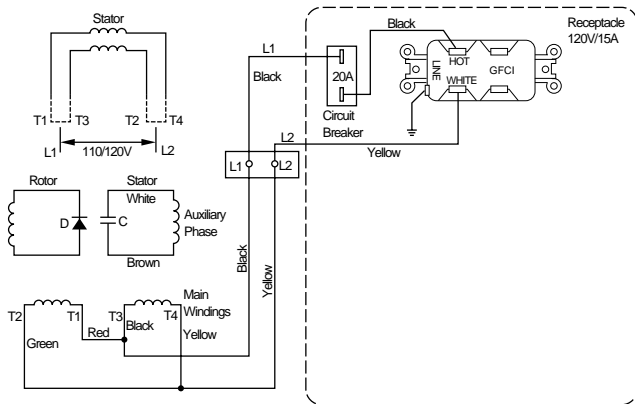 Stator
T1 T3 T2 T4
L1 110/120V L2
Rotor
D
Stator
White
C
Auxiliary
Phase
Brown
T2 T1 T3 T4
Main
Windings
Green
Red
Black
Yellow
L1
Black
L1 L2
Black
Yellow
L2
Yellow
20A
Circuit
Breaker
Black
Receptacle
120V/15A
LINE
HOT
WHITE
GFCI